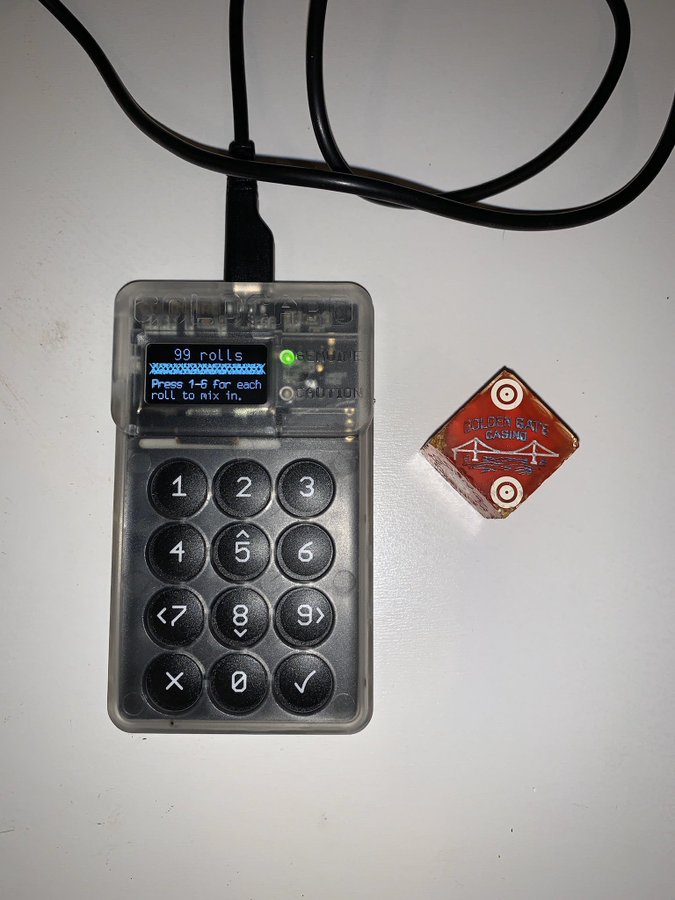 COLDCARD
99 rolls
GENUINE
Press 1-6 for each
roll to mix in.
CAUTION
GOLDEN GATE
CASINO
1 2 3
4 5 6
<7 8 9>
X 0 ✓